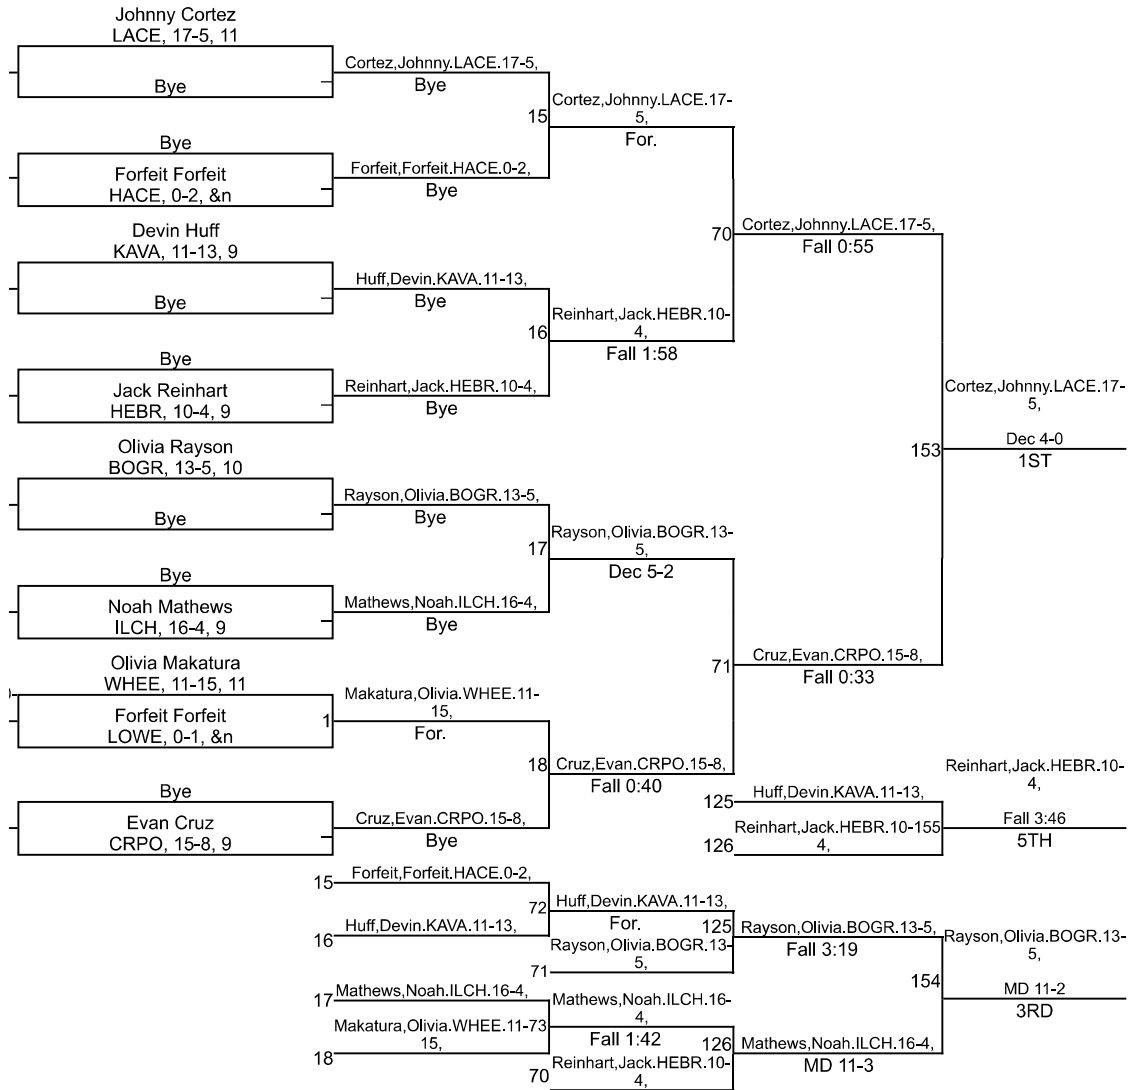 Johnny Cortez
LACE, 17-5, 11
Bye
Cortez,Johnny.LACE.17-5,
Bye
15
Cortez,Johnny.LACE.17-
5,
For.
Bye
Forfeit Forfeit
HACE, 0-2, &n
Forfeit,Forfeit.HACE.0-2,
Bye
70
Cortez,Johnny.LACE.17-5,
Fall 0:55
Devin Huff
KAVA, 11-13, 9
Bye
Huff,Devin.KAVA.11-13,
Bye
16
Reinhart,Jack.HEBR.10-
4,
Fall 1:58
Bye
Jack Reinhart
HEBR, 10-4, 9
Reinhart,Jack.HEBR.10-4,
Bye
153
Cortez,Johnny.LACE.17-
5,
Dec 4-0
1ST
Olivia Rayson
BOGR, 13-5, 10
Bye
Rayson,Olivia.BOGR.13-5,
Bye
17
Rayson,Olivia.BOGR.13-
5,
Dec 5-2
Bye
Noah Mathews
ILCH, 16-4, 9
Mathews,Noah.ILCH.16-4,
Bye
71
Cruz,Evan.CRPO.15-8,
Fall 0:33
Olivia Makatura
WHEE, 11-15, 11
Forfeit Forfeit
LOWE, 0-1, &n
1
Makatura,Olivia.WHEE.11-
15,
For.
18
Cruz,Evan.CRPO.15-8,
Fall 0:40
Bye
Evan Cruz
CRPO, 15-8, 9
Cruz,Evan.CRPO.15-8,
Bye
125
Huff,Devin.KAVA.11-13,
126
Reinhart,Jack.HEBR.10-155
4,
Reinhart,Jack.HEBR.10-
4,
Fall 3:46
5TH
15
Forfeit,Forfeit.HACE.0-2,
16
Huff,Devin.KAVA.11-13,
72
Huff,Devin.KAVA.11-13,
For.
71
Rayson,Olivia.BOGR.13-
5,
125
Rayson,Olivia.BOGR.13-5,
Fall 3:19
17
Mathews,Noah.ILCH.16-4,
18
Makatura,Olivia.WHEE.11-73
15,
Mathews,Noah.ILCH.16-
4,
Fall 1:42
70
Reinhart,Jack.HEBR.10-
4,
126
Mathews,Noah.ILCH.16-4,
MD 11-3
154
Rayson,Olivia.BOGR.13-
5,
MD 11-2
3RD